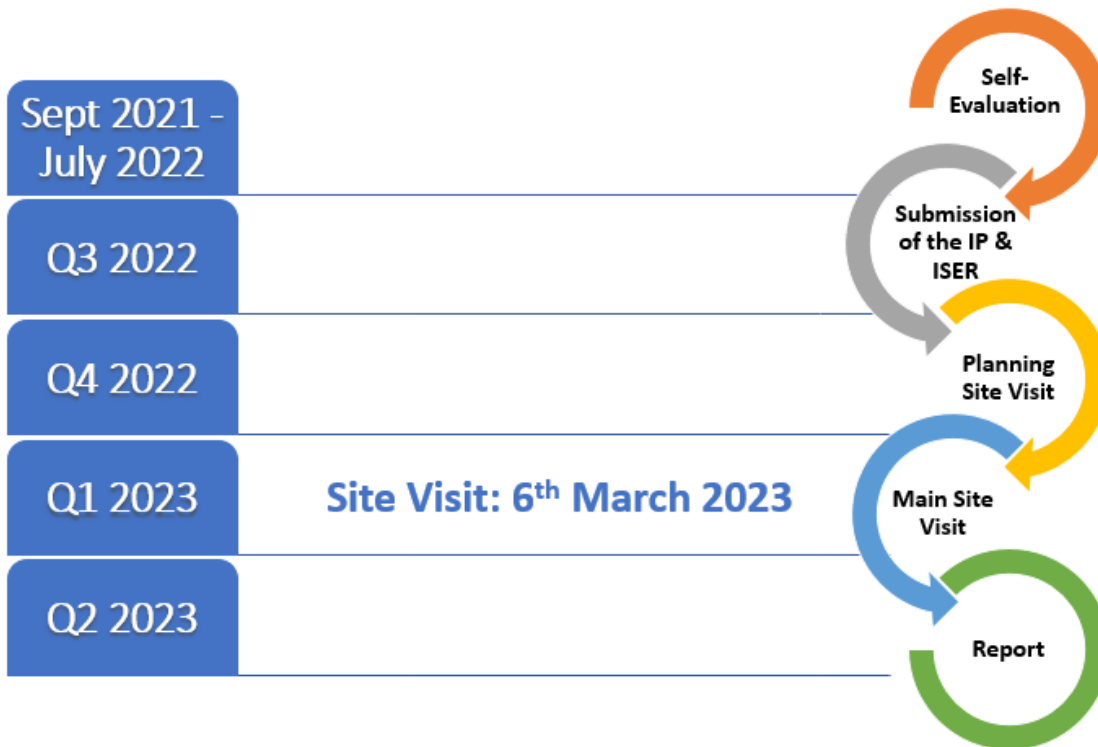 Sept 2021 -
July 2022
Self-
Evaluation
Q3 2022
Submission
of the IP &
ISER
Q4 2022
Planning
Site Visit
Q1 2023
Site Visit: 6th March 2023
Main Site
Visit
Q2 2023
Report